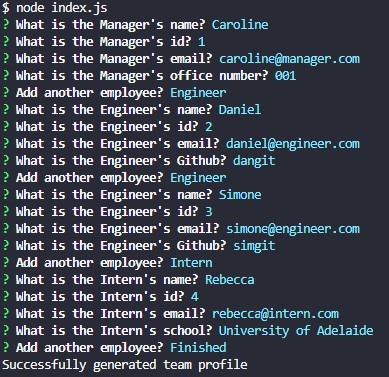 $ node index.js
? What is the Manager's name? Caroline
? What is the Manager's id? 1
? What is the Manager's email? caroline@manager.com
? What is the Manager's office number? 001
? Add another employee? Engineer
? What is the Engineer's name? Daniel
? What is the Engineer's id? 2
? What is the Engineer's email? daniel@engineer.com
? What is the Engineer's Github? dangit
? Add another employee? Engineer
? What is the Engineer's name? Simone
? What is the Engineer's id? 3
? What is the Engineer's email? simone@engineer.com
? What is the Engineer's Github? simgit
? Add another employee? Intern
? What is the Intern's name? Rebecca
? What is the Intern's id? 4
? What is the Intern's email? rebecca@intern.com
? What is the Intern's school? University of Adelaide
? Add another employee? Finished
Successfully generated team profile